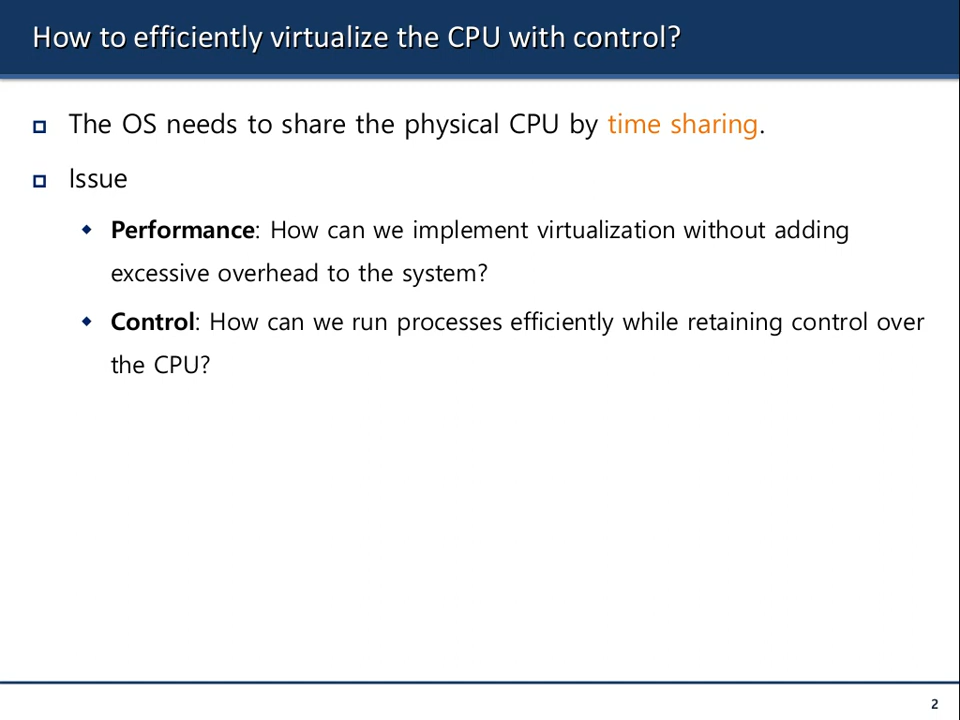 How to efficiently virtualize the CPU with control?
The OS needs to share the physical CPU by time sharing.
Issue
Performance: How can we implement virtualization without adding
excessive overhead to the system?
Control: How can we run processes efficiently while retaining control over
the CPU?
2